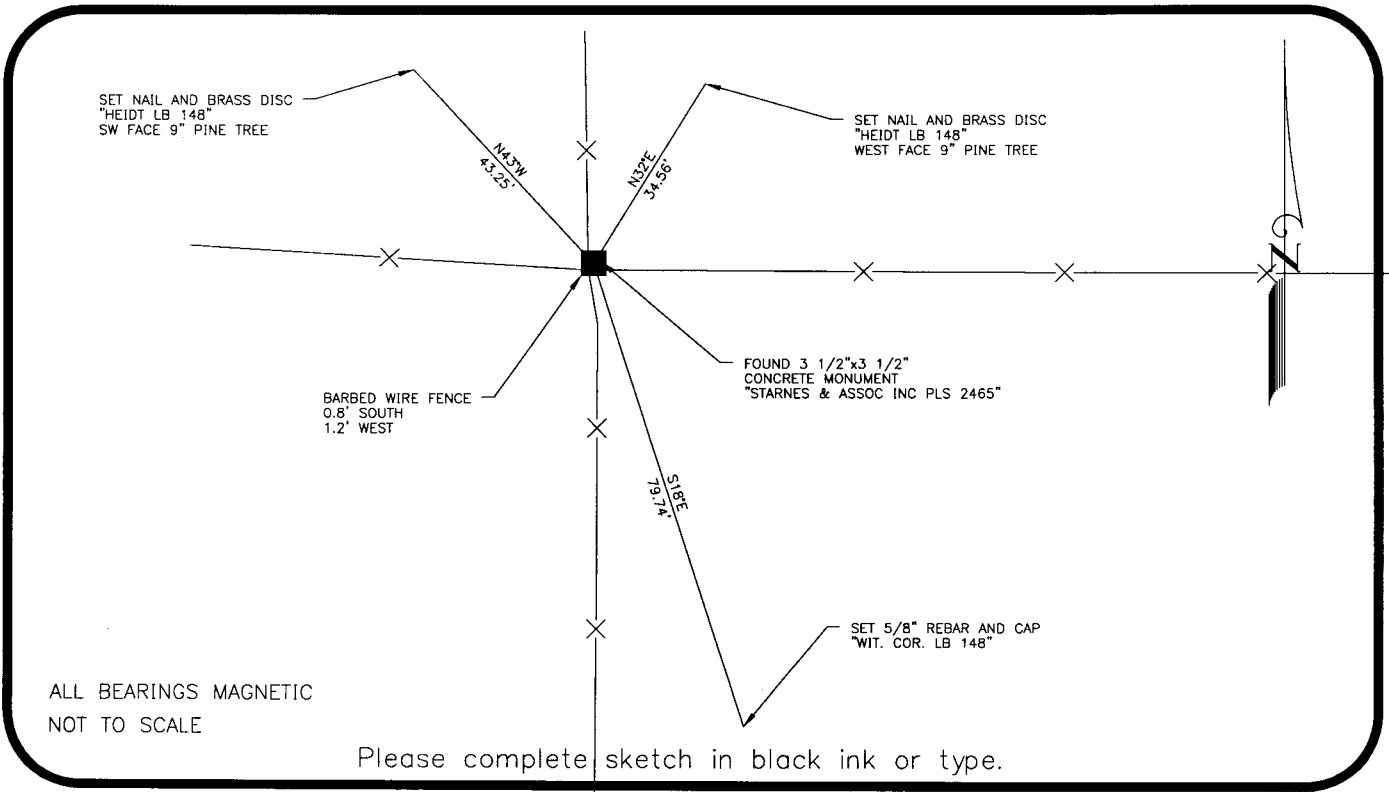 SET NAIL AND BRASS DISC
"HEIDT LB 148"
SW FACE 9" PINE TREE
SET NAIL AND BRASS DISC
"HEIDT LB 148"
WEST FACE 9" PINE TREE
N43°W
43.25'
N32°E
34.56'
N
FOUND 3 1/2"x3 1/2"
CONCRETE MONUMENT
"STARNES & ASSOC INC PLS 2465"
BARBED WIRE FENCE
0.8' SOUTH
1.2' WEST
S18°E
79.74'
SET 5/8" REBAR AND CAP
"WIT. COR. LB 148"
ALL BEARINGS MAGNETIC
NOT TO SCALE
Please complete sketch in black ink or type.